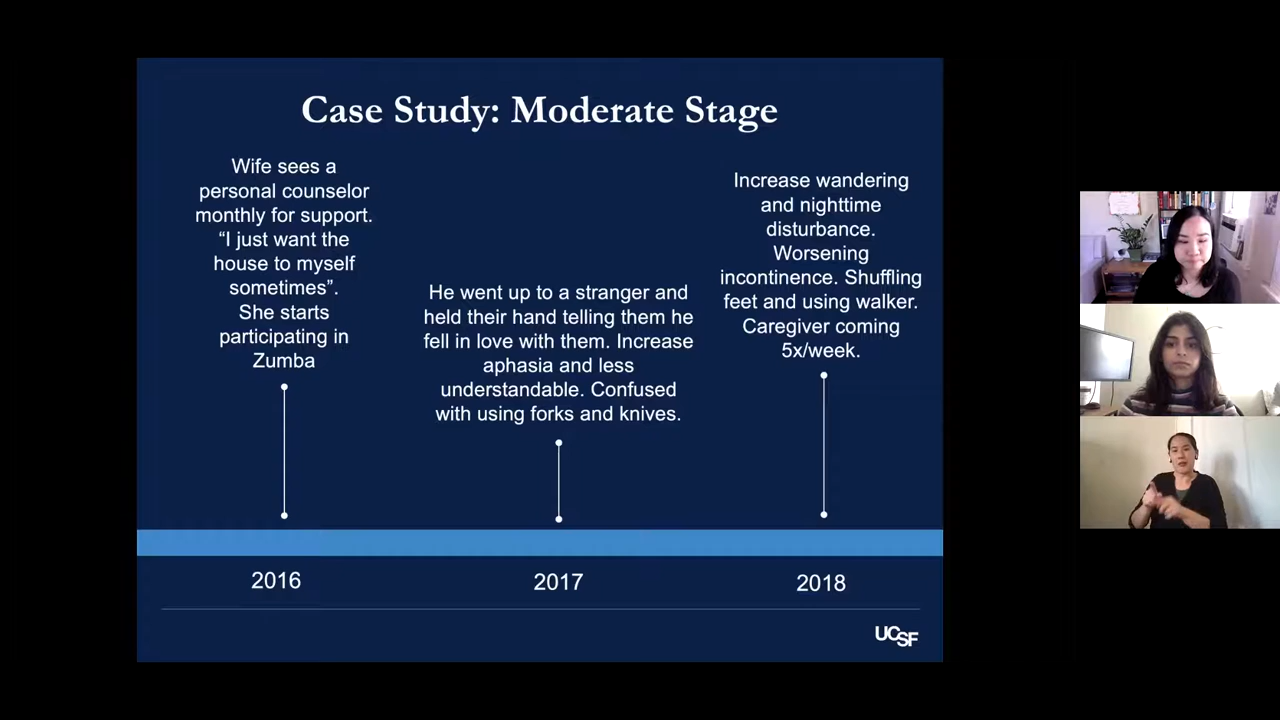 Case Study: Moderate Stage
Wife sees a
personal counselor
monthly for support.
“I just want the
house to myself
sometimes”.
She starts
participating in
Zumba
He went up to a stranger and
held their hand telling them he
fell in love with them. Increase
aphasia and less
understandable. Confused
with using forks and knives.
Increase wandering
and nighttime
disturbance.
Worsening
incontinence. Shuffling
feet and using walker.
Caregiver coming
5x/week.
2016
2017
2018
UCSF